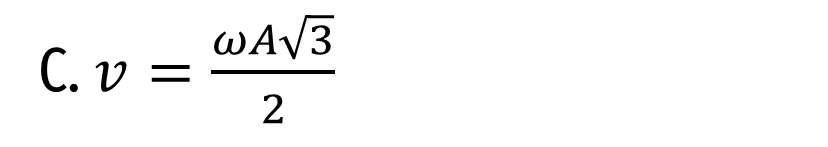 C. v = ωA√3 / 2